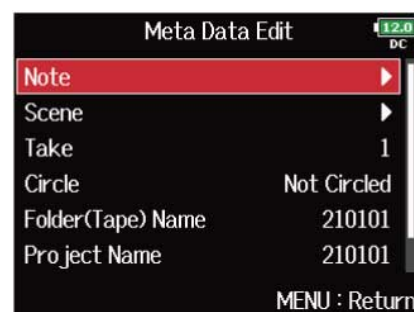 Meta Data Edit 12.0
DC
Note
Scene
Take 1
Circle Not Circled
Folder(Tape) Name 210101
Project Name 210101
MENU : Return